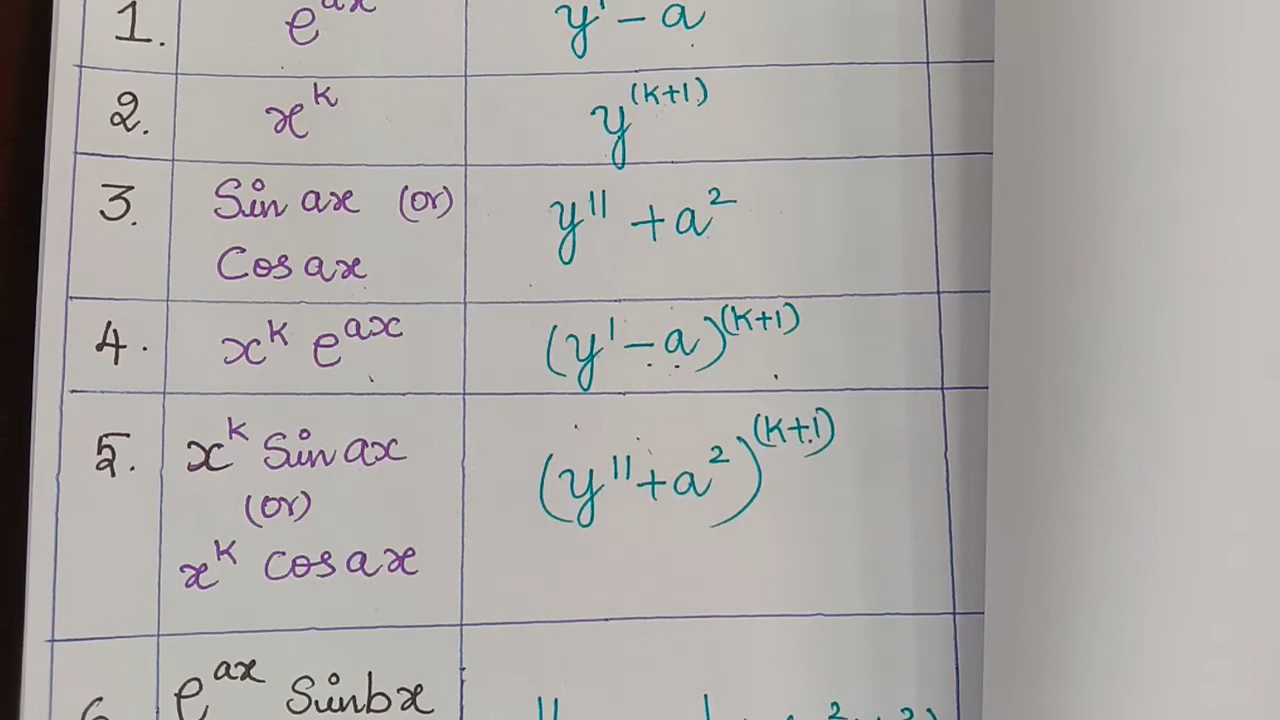 1. e^ax y' - a
2. x^k y^(k+1)
3. Sin ax (or) y'' + a^2
Cos ax
4. x^k e^ax (y' - a)^(k+1)
5. x^k Sin ax (y'' + a^2)^(k+1)
(or)
x^k cos ax
e^ax Sin bx